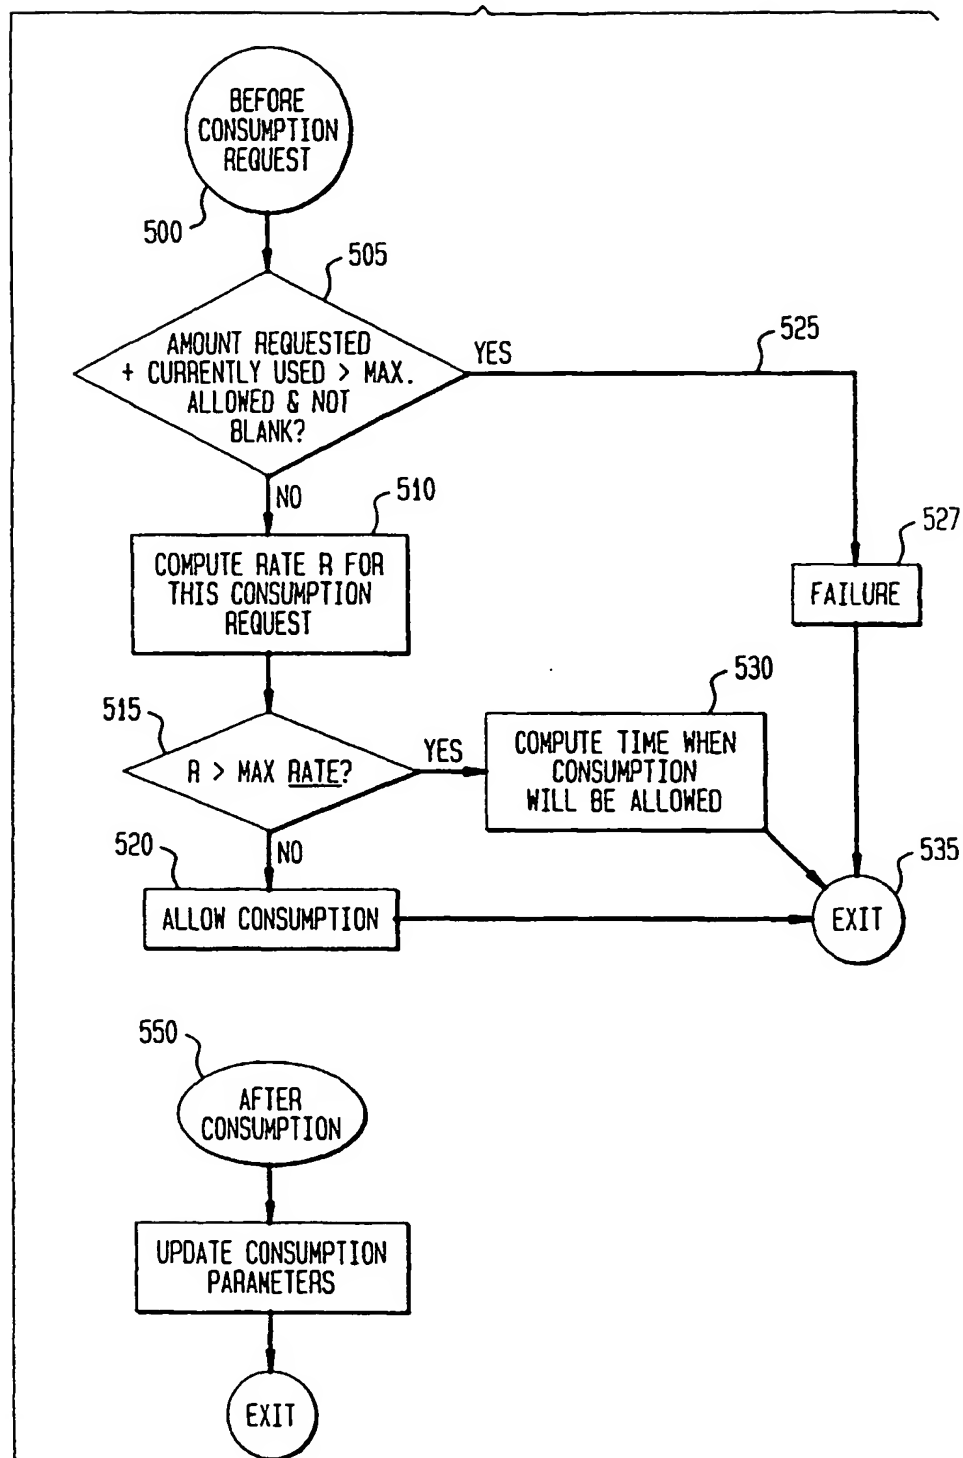 BEFORE
CONSUMPTION
REQUEST
500
505
AMOUNT REQUESTED
+ CURRENTLY USED > MAX.
ALLOWED & NOT
BLANK?
YES
525
NO
510
COMPUTE RATE R FOR
THIS CONSUMPTION
REQUEST
527
FAILURE
515
R > MAX RATE?
YES
530
COMPUTE TIME WHEN
CONSUMPTION
WILL BE ALLOWED
NO
520
ALLOW CONSUMPTION
535
EXIT
550
AFTER
CONSUMPTION
UPDATE CONSUMPTION
PARAMETERS
EXIT